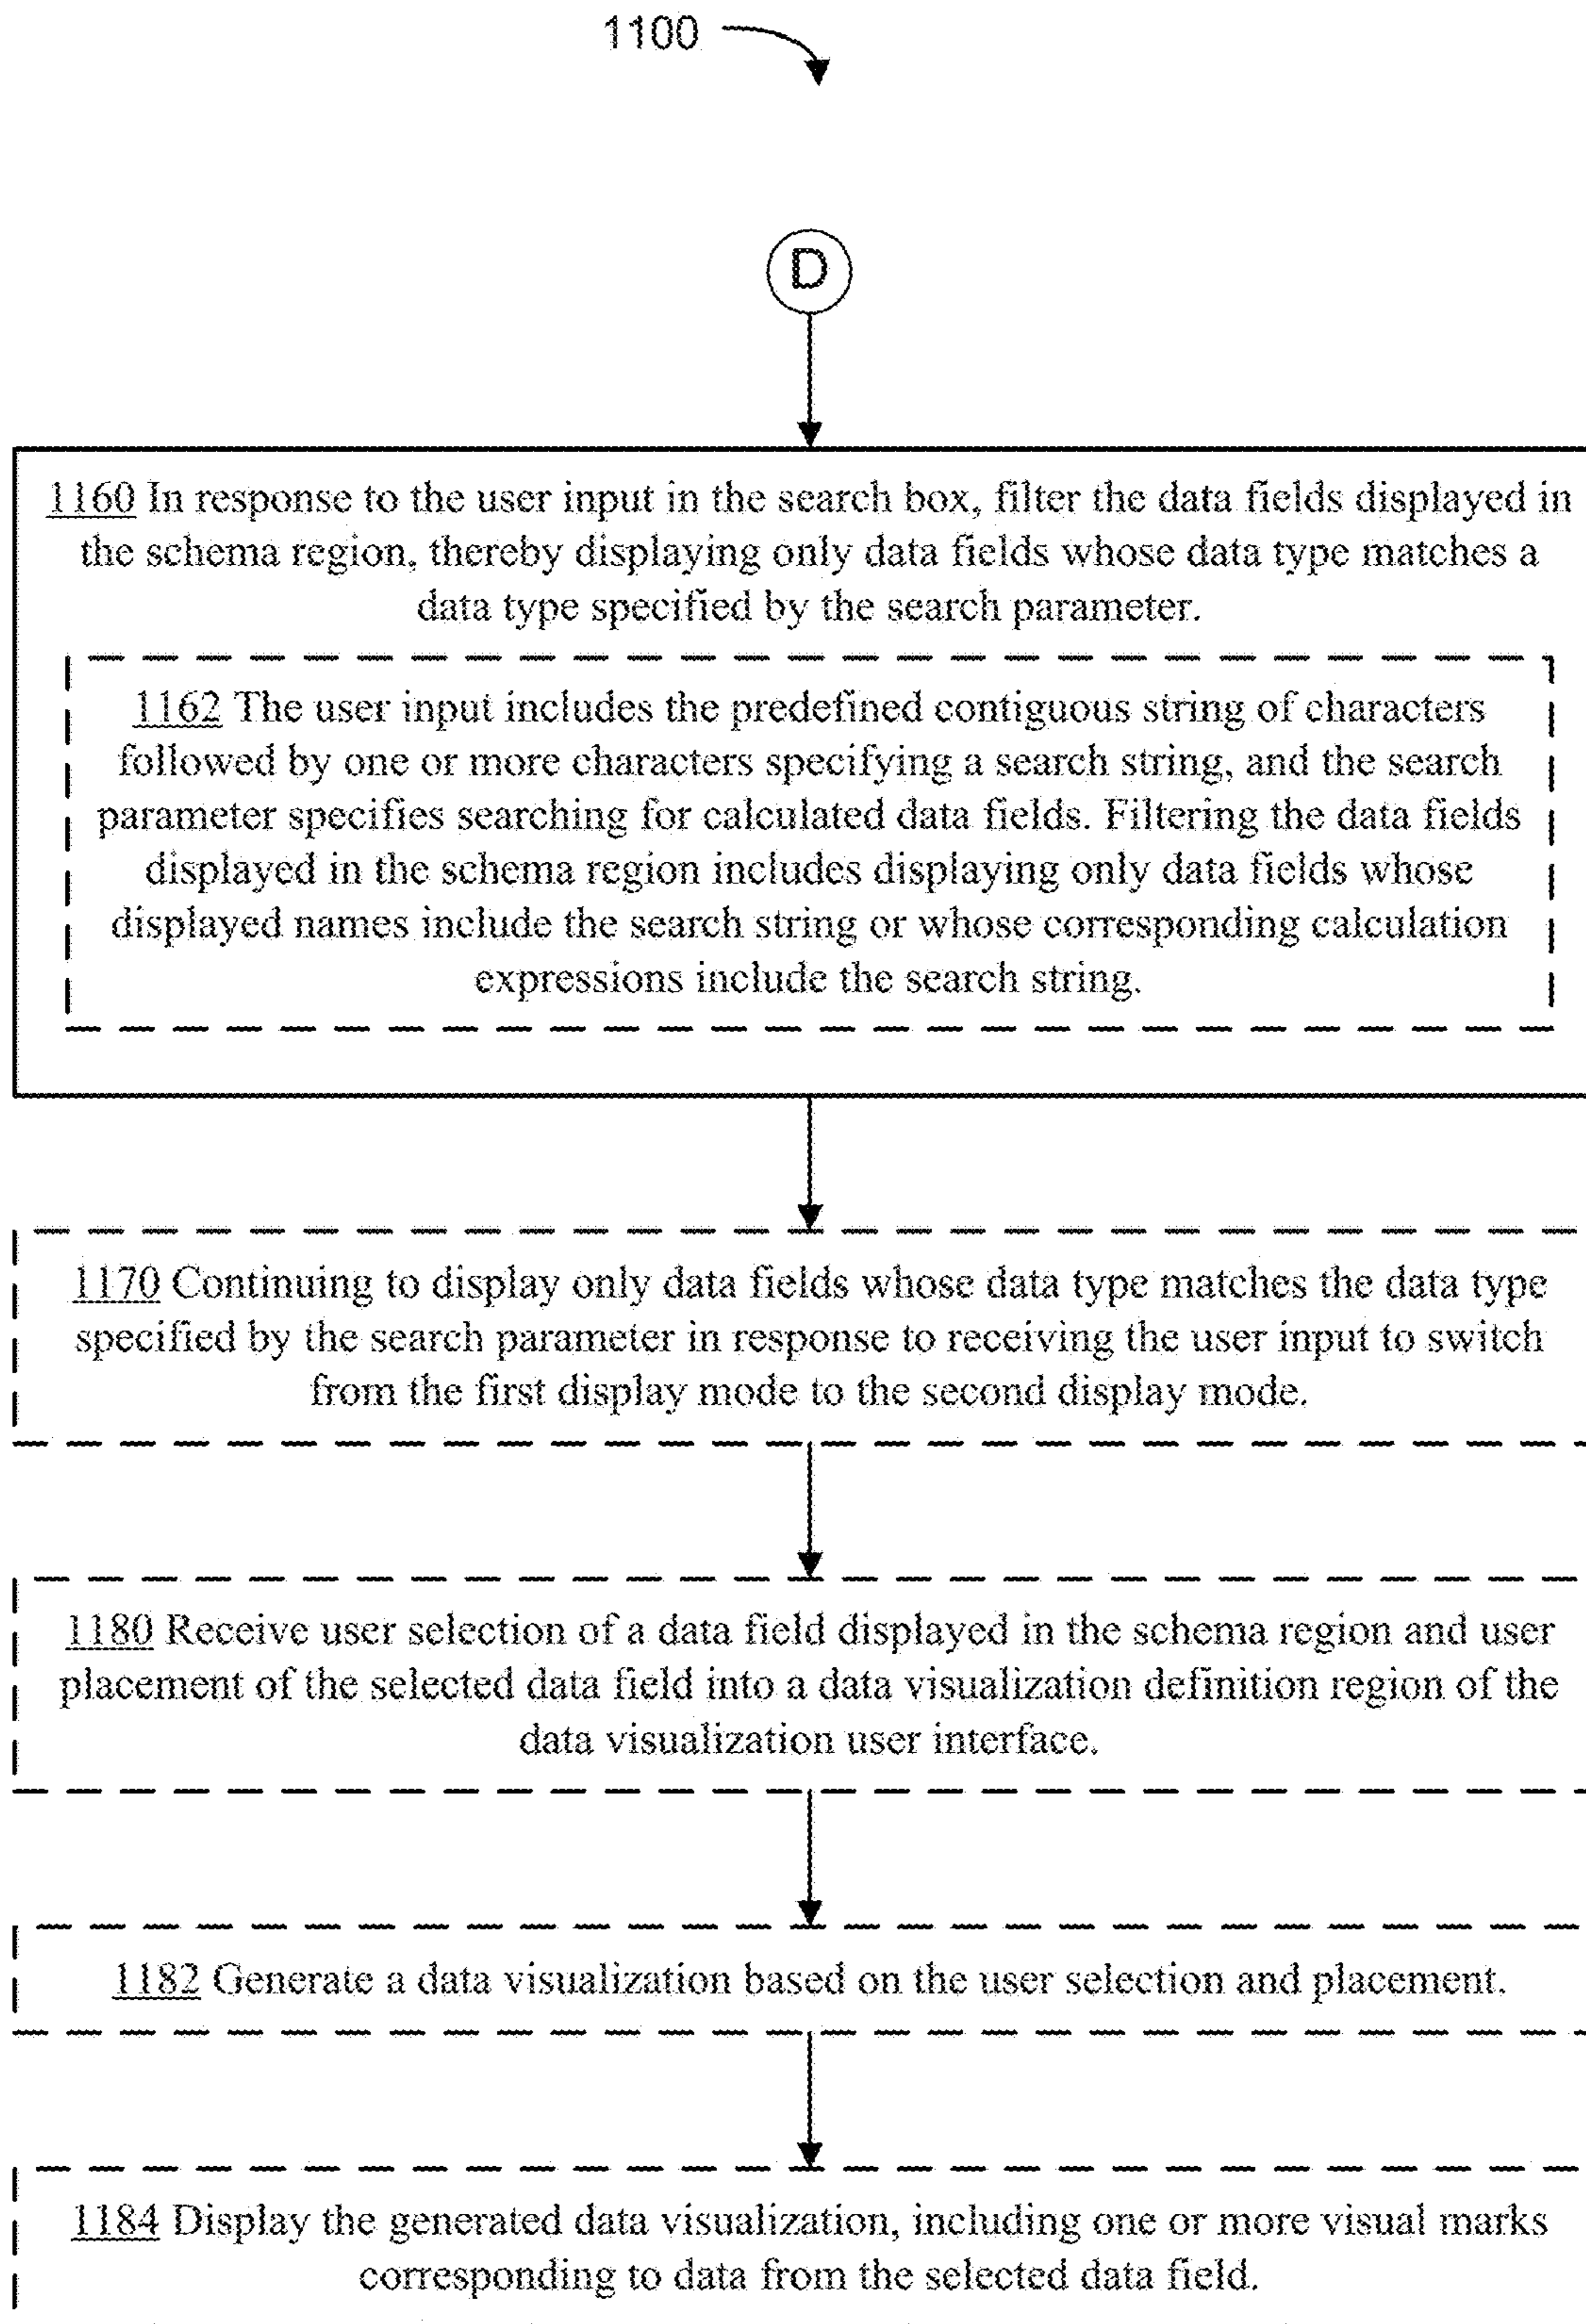 1100
D
1160 In response to the user input in the search box, filter the data fields displayed in
the schema region, thereby displaying only data fields whose data type matches a
data type specified by the search parameter.
1162 The user input includes the predefined contiguous string of characters
followed by one or more characters specifying a search string, and the search
parameter specifies searching for calculated data fields. Filtering the data fields
displayed in the schema region includes displaying only data fields whose
displayed names include the search string or whose corresponding calculation
expressions include the search string.
1170 Continuing to display only data fields whose data type matches the data type
specified by the search parameter in response to receiving the user input to switch
from the first display mode to the second display mode.
1180 Receive user selection of a data field displayed in the schema region and user
placement of the selected data field into a data visualization definition region of the
data visualization user interface.
1182 Generate a data visualization based on the user selection and placement.
1184 Display the generated data visualization, including one or more visual marks
corresponding to data from the selected data field.